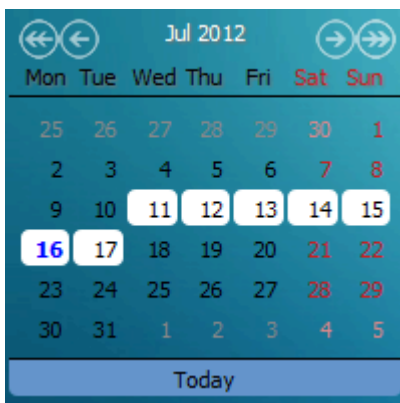 Jul 2012
Mon Tue Wed Thu Fri Sat Sun
25 26 27 28 29 30 1
2 3 4 5 6 7 8
9 10 11 12 13 14 15
16 17 18 19 20 21 22
23 24 25 26 27 28 29
30 31 1 2 3 4 5
Today